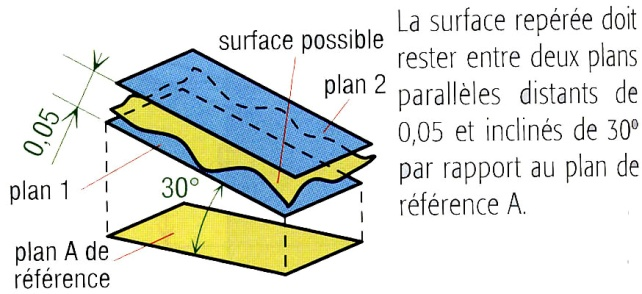 surface possible
plan 2
0,05
plan 1
30°
plan A de
référence
La surface repérée doit
rester entre deux plans
parallèles distants de
0,05 et inclinés de 30°
par rapport au plan de
référence A.